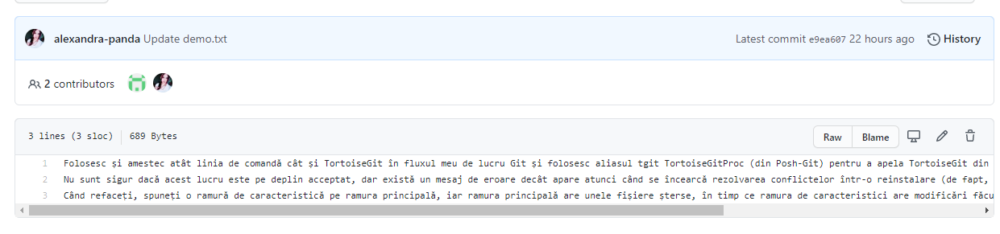 alexandra-panda Update demo.txt
Latest commit e9ea607 22 hours ago
History
2 contributors
3 lines (3 sloc) 689 Bytes
Raw Blame
1 Folosesc și amestec atât linia de comandă cât și TortoiseGit în fluxul meu de lucru Git și folosesc aliasul tgit TortoiseGitProc (din Posh-Git) pentru a apela TortoiseGit din
2 Nu sunt sigur dacă acest lucru este pe deplin acceptat, dar există un mesaj de eroare decât apare atunci când se încearcă rezolvarea conflictelor într-o reinstalare (de fapt,
3 Când refaceți, spuneți o ramură de caracteristică pe ramura principală, iar ramura principală are unele fișiere șterse, în timp ce ramura de caracteristici are modificări făcu